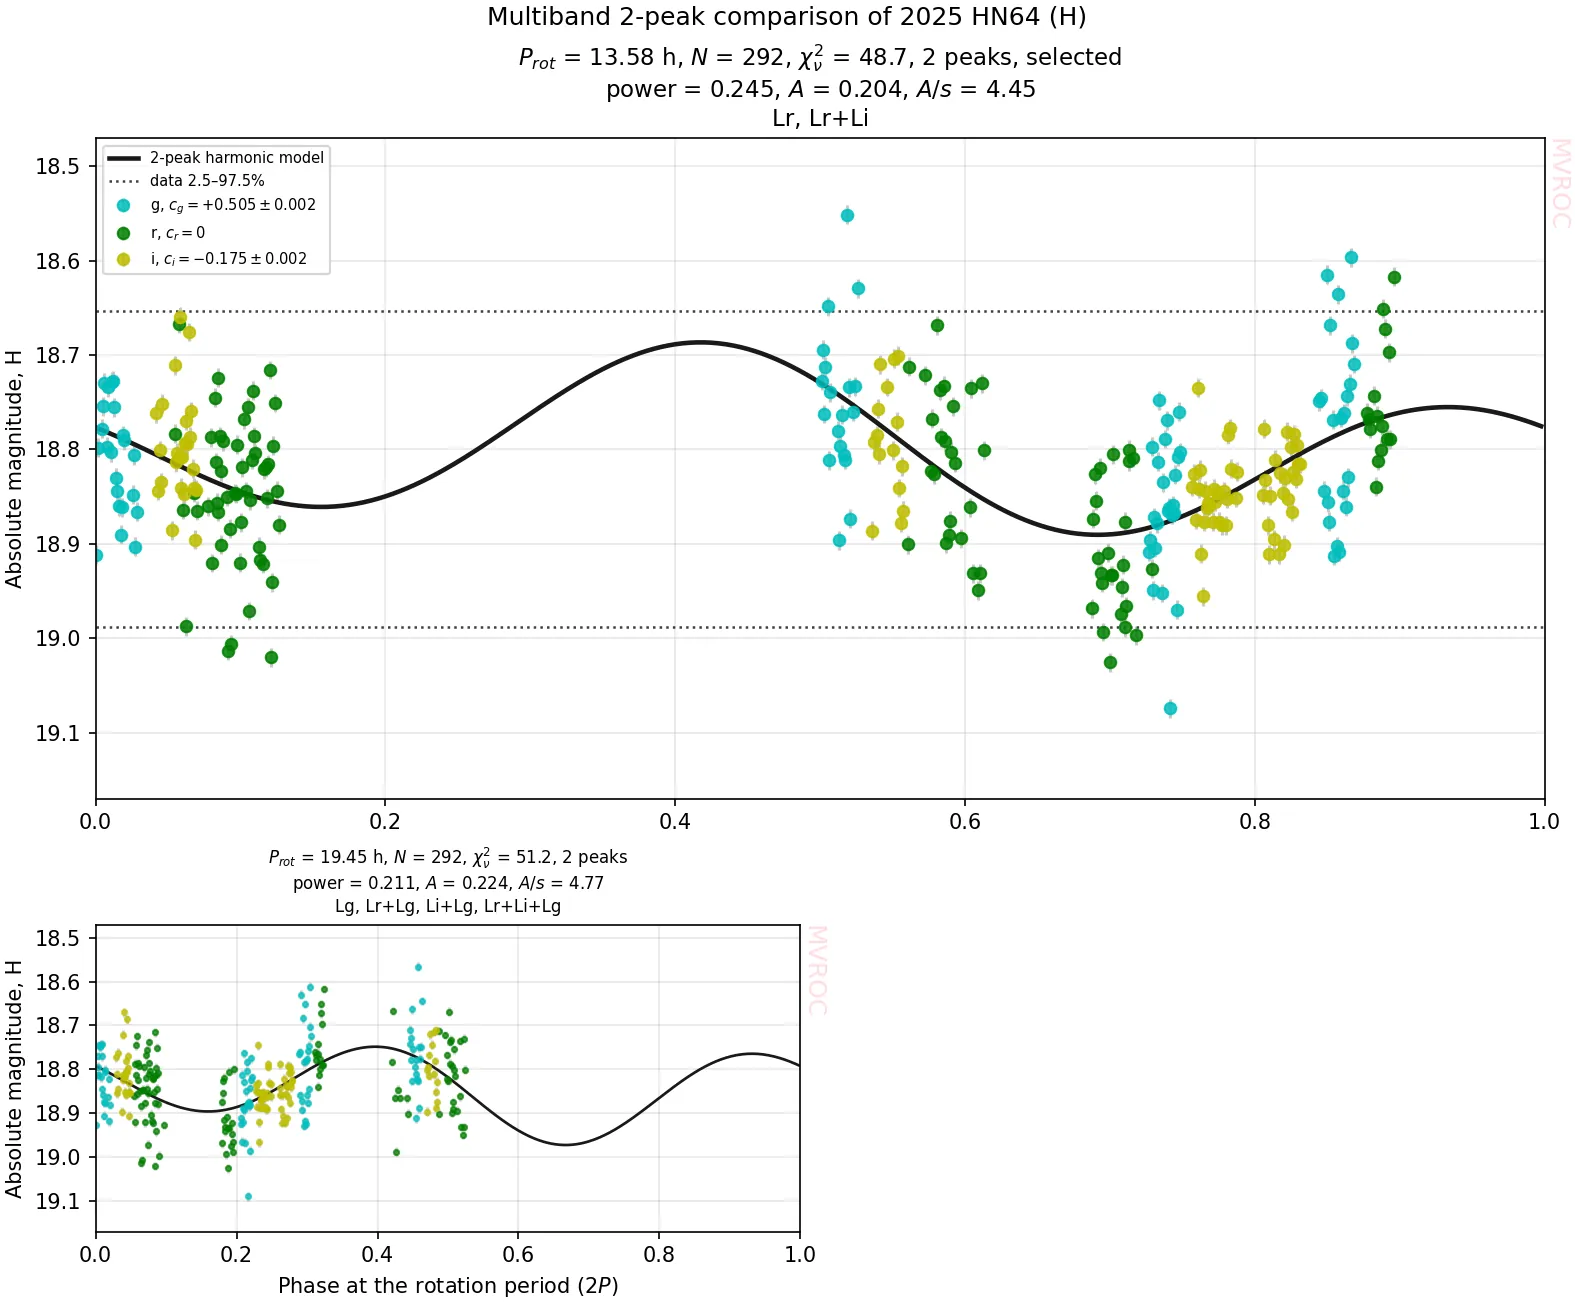 Multiband 2-peak comparison of 2025 HN64 (H)
P_rot = 13.58 h, N = 292, χ²_ν = 48.7, 2 peaks, selected
power = 0.245, A = 0.204, A/s = 4.45
Lr, Lr+Li
2-peak harmonic model
data 2.5–97.5%
g, c_g = +0.505 ± 0.002
r, c_r = 0
i, c_i = −0.175 ± 0.002
MVROC
Absolute magnitude, H
18.5
18.6
18.7
18.8
18.9
19.0
19.1
0.0 0.2 0.4 0.6 0.8 1.0
P_rot = 19.45 h, N = 292, χ²_ν = 51.2, 2 peaks
power = 0.211, A = 0.224, A/s = 4.77
Lg, Lr+Lg, Li+Lg, Lr+Li+Lg
MVROC
Absolute magnitude, H
18.5
18.6
18.7
18.8
18.9
19.0
19.1
0.0 0.2 0.4 0.6 0.8 1.0
Phase at the rotation period (2P)